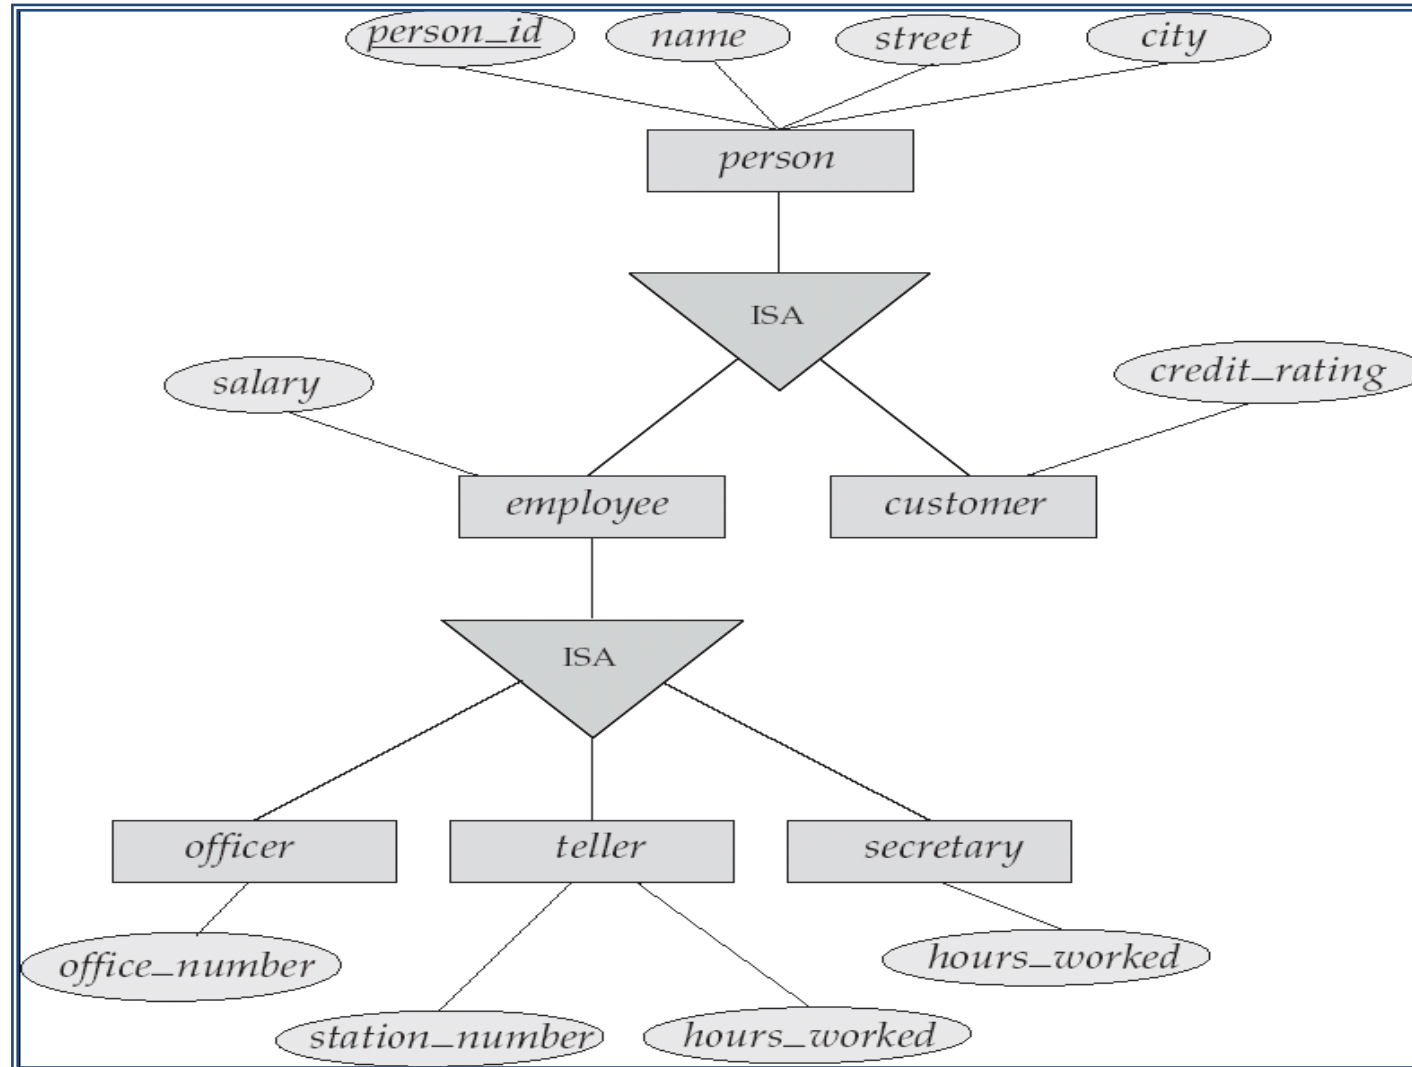 person_id
name
street
city
person
ISA
salary
credit_rating
employee
customer
ISA
officer
teller
secretary
office_number
hours_worked
station_number
hours_worked